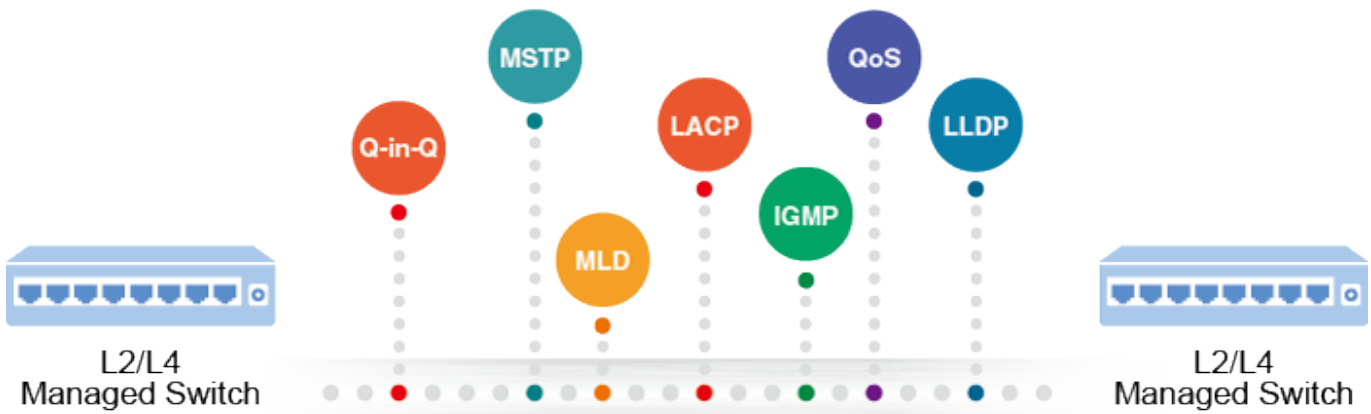 MSTP
QoS
LACP
LLDP
Q-in-Q
IGMP
MLD
L2/L4
Managed Switch
L2/L4
Managed Switch